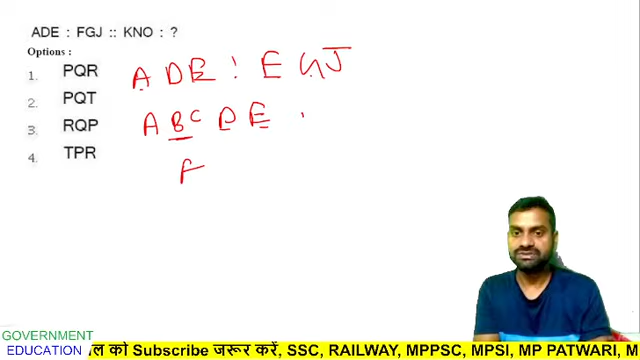 ADE : FGJ :: KNO : ?
Options :
1. PQR
2. PQT
3. RQP
4. TPR
A D E : E G J
A B C D E
F
GOVERNMENT
EDUCATION
ल को Subscribe जरूर करें, SSC, RAILWAY, MPPSC, MPSI, MP PATWARI, M